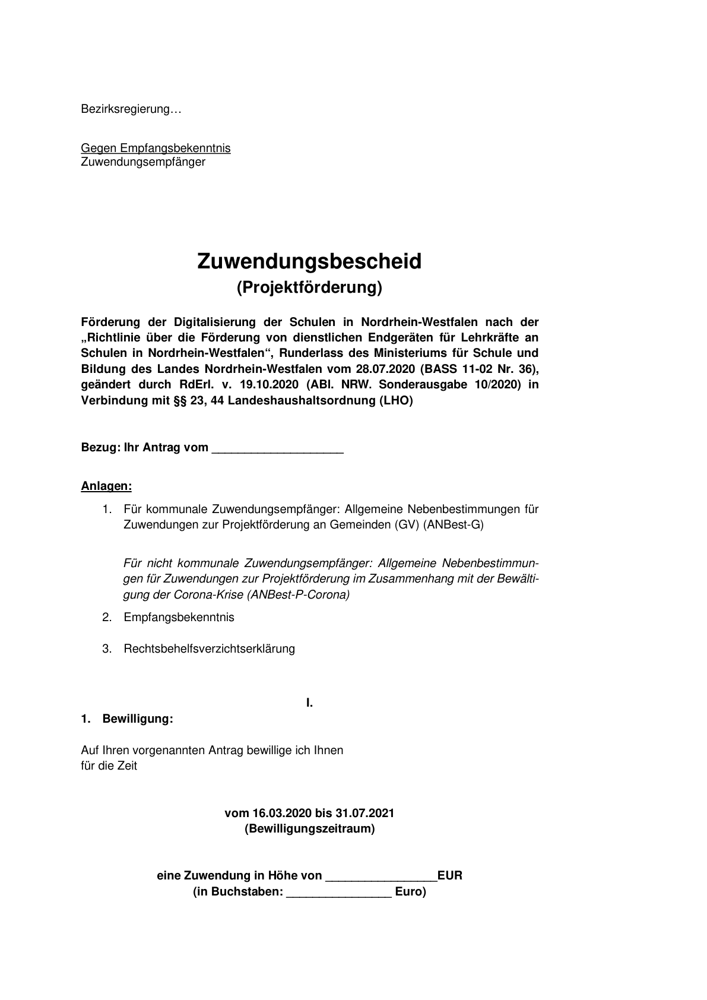 Bezirksregierung…
Gegen Empfangsbekenntnis
Zuwendungsempfänger
Zuwendungsbescheid
(Projektförderung)
Förderung der Digitalisierung der Schulen in Nordrhein-Westfalen nach der
„Richtlinie über die Förderung von dienstlichen Endgeräten für Lehrkräfte an
Schulen in Nordrhein-Westfalen“, Runderlass des Ministeriums für Schule und
Bildung des Landes Nordrhein-Westfalen vom 28.07.2020 (BASS 11-02 Nr. 36),
geändert durch RdErl. v. 19.10.2020 (ABl. NRW. Sonderausgabe 10/2020) in
Verbindung mit §§ 23, 44 Landeshaushaltsordnung (LHO)
Bezug: Ihr Antrag vom ____________________
Anlagen:
1. Für kommunale Zuwendungsempfänger: Allgemeine Nebenbestimmungen für
Zuwendungen zur Projektförderung an Gemeinden (GV) (ANBest-G)
Für nicht kommunale Zuwendungsempfänger: Allgemeine Nebenbestimmun-
gen für Zuwendungen zur Projektförderung im Zusammenhang mit der Bewälti-
gung der Corona-Krise (ANBest-P-Corona)
2. Empfangsbekenntnis
3. Rechtsbehelfsverzichtserklärung
I.
1. Bewilligung:
Auf Ihren vorgenannten Antrag bewillige ich Ihnen
für die Zeit
vom 16.03.2020 bis 31.07.2021
(Bewilligungszeitraum)
eine Zuwendung in Höhe von _________________EUR
(in Buchstaben: ________________ Euro)